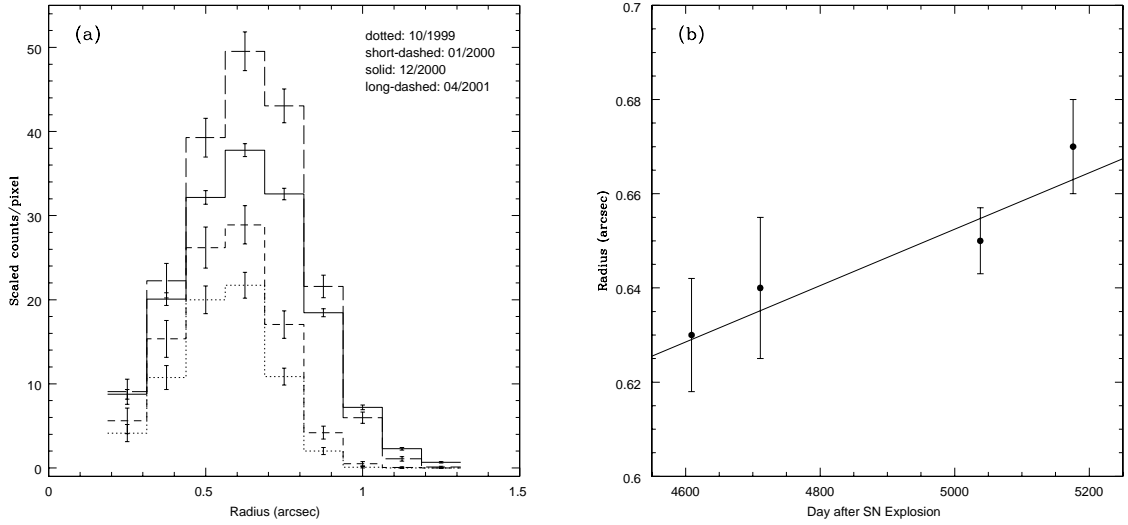 (a)
dotted: 10/1999
short-dashed: 01/2000
solid: 12/2000
long-dashed: 04/2001
50
40
30
20
10
0
Scaled counts/pixel
0
0.5
1
1.5
Radius (arcsec)
(b)
0.7
0.68
0.66
0.64
0.62
0.6
Radius (arcsec)
4600
4800
5000
5200
Day after SN Explosion